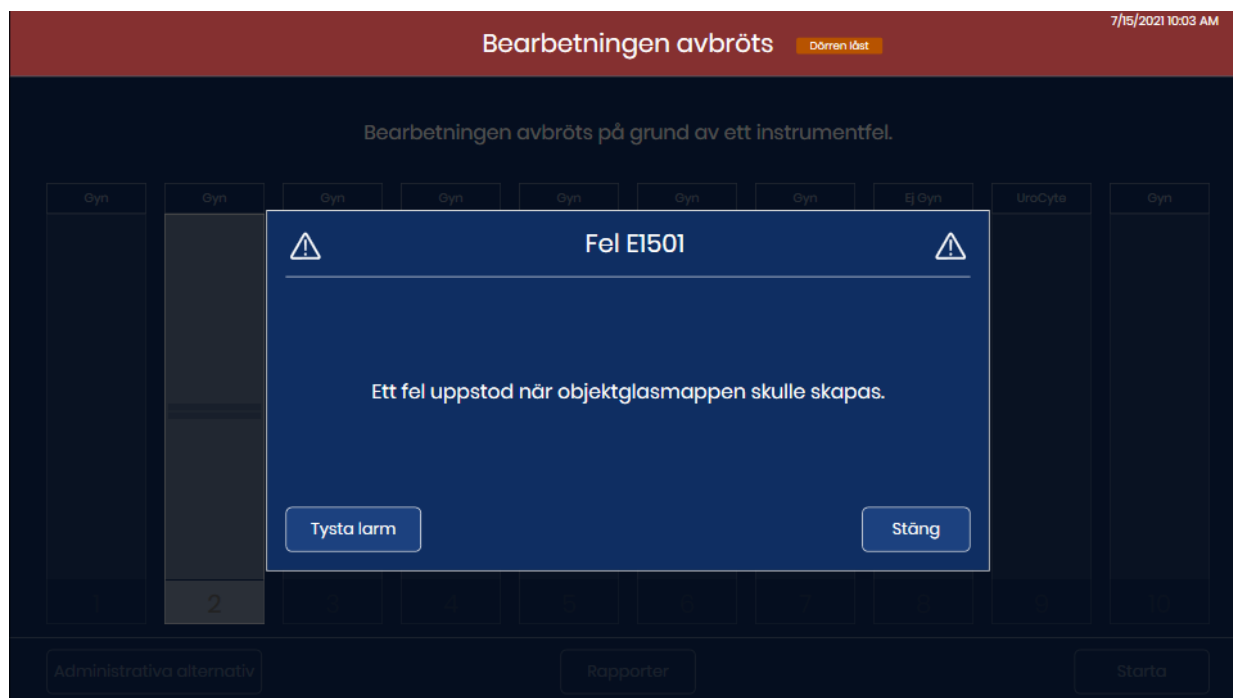 7/15/2021 10:03 AM
Bearbetningen avbröts Dörren låst
Bearbetningen avbröts på grund av ett instrumentfel.
Gyn Gyn Gyn Gyn Gyn Gyn Gyn Ej Gyn UroCyte Gyn
Fel E1501
Ett fel uppstod när objektglasmappen skulle skapas.
Tysta larm Stäng
1 2 3 4 5 6 7 8 9 10
Administrativa alternativ Rapporter Starta